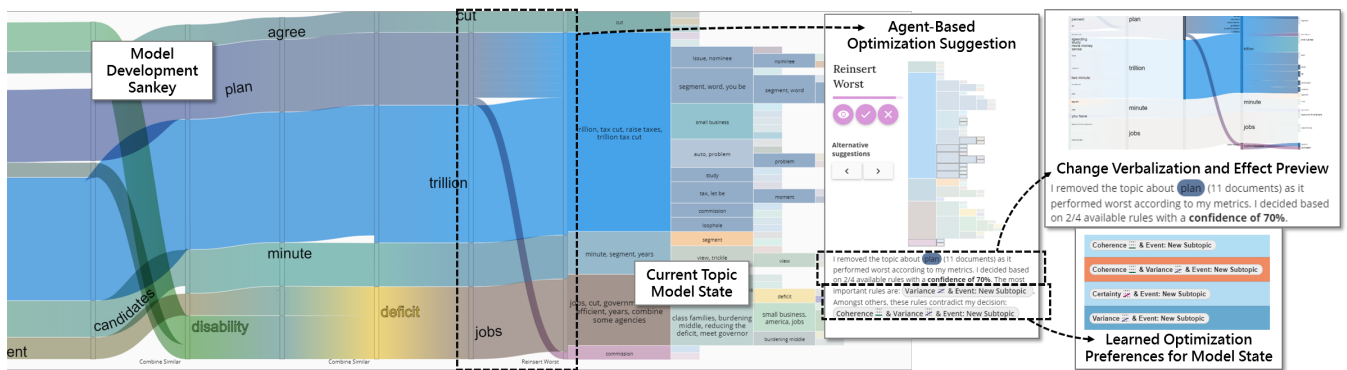 Model
Development
Sankey
agree
plan
cut
trillion
minute
candidates
disability
deficit
jobs
ent
Combine Similar
Combine Similar
Reinsert Worst
cut
trillion, tax cut, raise taxes,
trillion tax cut
minute, segment, years
commission
issue, nominee
segment, word, you be
small business
auto, problem
study
tax, let be
commission
loophole
segment
view, trickle
class families, burdening
middle, reducing the
deficit, meet governor
nominee
segment, word
problem
moment
view
deficit
small business,
america, jobs
burdening middle
Current Topic
Model State
Agent-Based
Optimization Suggestion
Reinsert
Worst
Alternative
suggestions
I removed the topic about plan (11 documents) as it
performed worst according to my metrics. I decided based
on 2/4 available rules with a confidence of 70%. The most
important rules are: Variance & Event: New Subtopic .
Amongst others, these rules contradict my decision:
Coherence & Variance & Event: New Subtopic
plan
trillion
minute
jobs
trillion
minute
jobs
Change Verbalization and Effect Preview
I removed the topic about plan (11 documents) as it
performed worst according to my metrics. I decided based
on 2/4 available rules with a confidence of 70%.
Coherence & Event: New Subtopic
Coherence & Variance & Event: New Subtopic
Certainty & Event: New Subtopic
Variance & Event: New Subtopic
Learned Optimization
Preferences for Model State